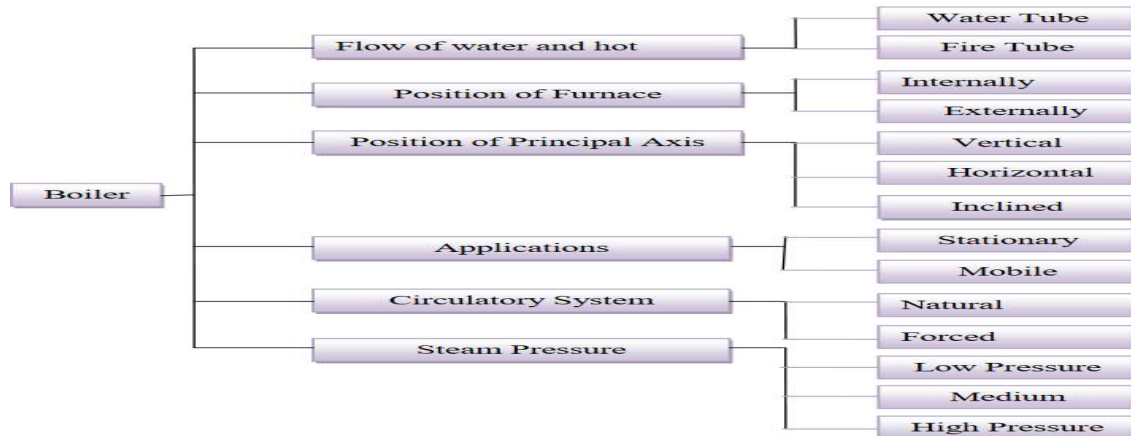 Boiler
Flow of water and hot
Water Tube
Fire Tube
Position of Furnace
Internally
Externally
Position of Principal Axis
Vertical
Horizontal
Inclined
Applications
Stationary
Mobile
Circulatory System
Natural
Forced
Steam Pressure
Low Pressure
Medium
High Pressure